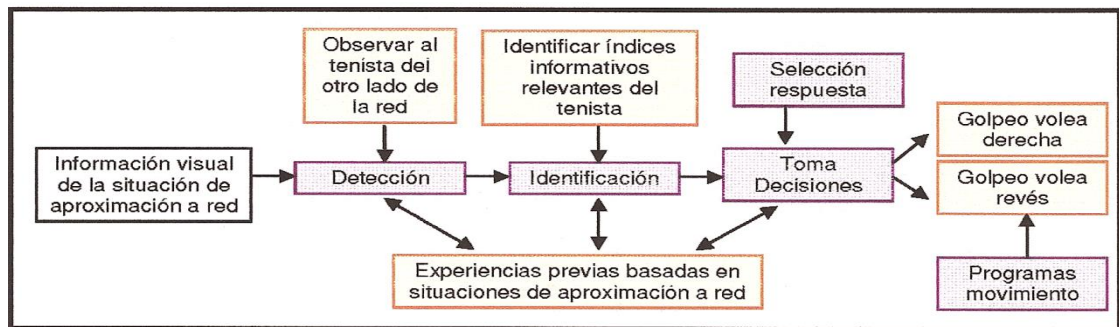 Observar al
tenista del
otro lado de
la red
Identificar índices
informativos
relevantes del
tenista
Selección
respuesta
Información visual
de la situación de
aproximación a red
Detección
Identificación
Toma
Decisiones
Golpeo volea
derecha
Golpeo volea
revés
Experiencias previas basadas en
situaciones de aproximación a red
Programas
movimiento